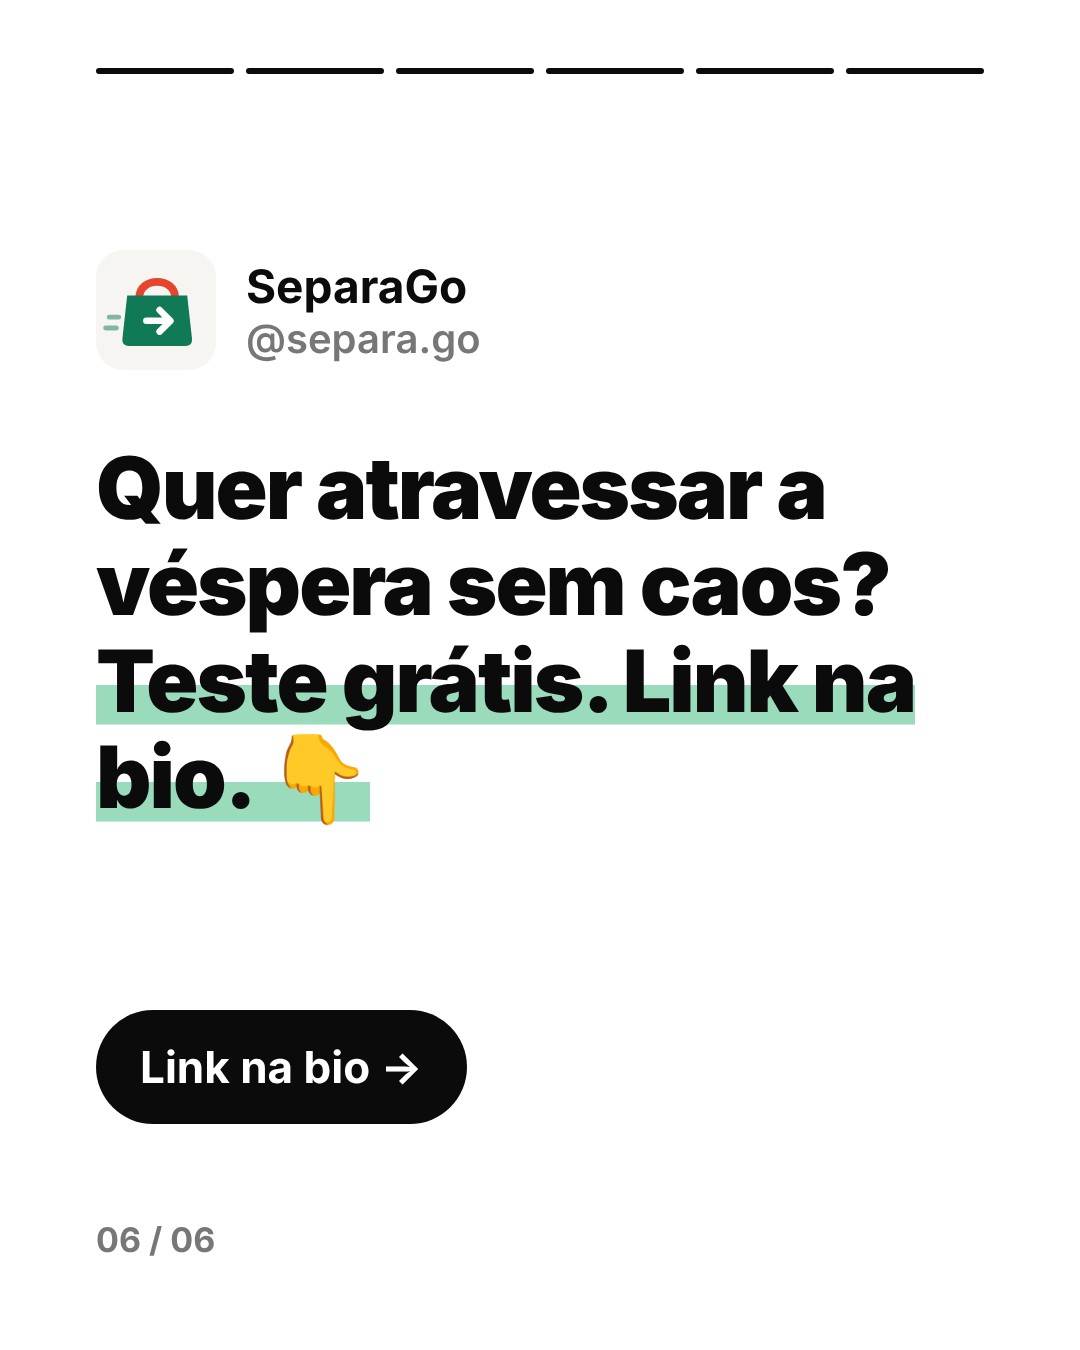 SeparaGo
@separa.go
Quer atravessar a
véspera sem caos?
Teste grátis. Link na
bio. 👇
Link na bio →
06 / 06